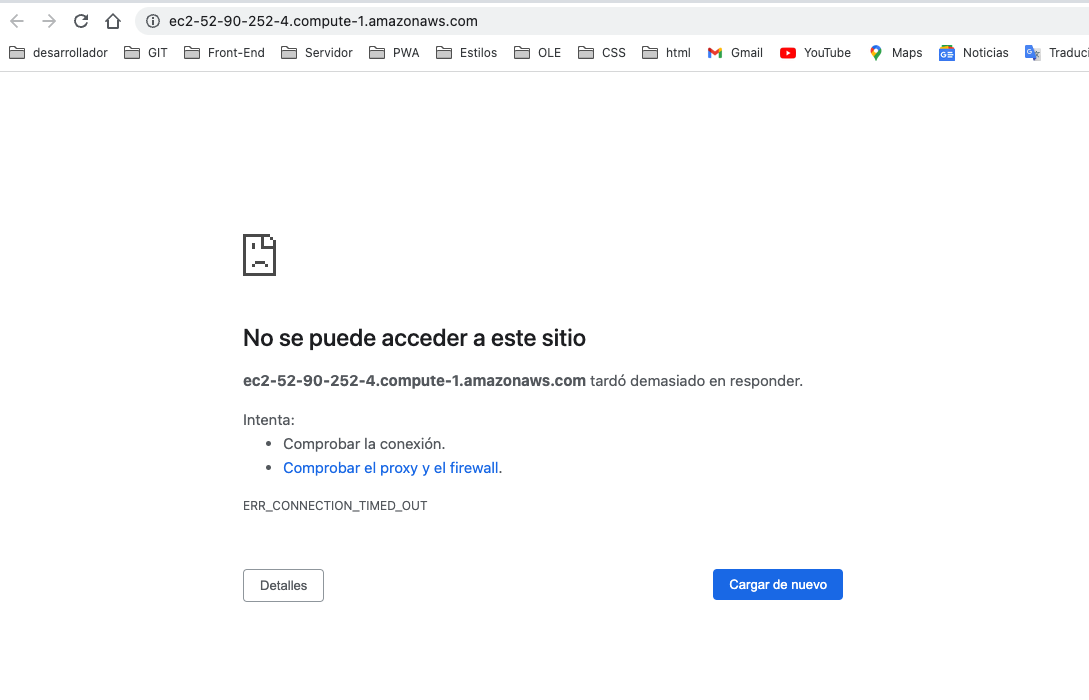 ec2-52-90-252-4.compute-1.amazonaws.com
desarrollador GIT Front-End Servidor PWA Estilos OLE CSS html Gmail YouTube Maps Noticias Traduci
No se puede acceder a este sitio
ec2-52-90-252-4.compute-1.amazonaws.com tardó demasiado en responder.
Intenta:
Comprobar la conexión.
Comprobar el proxy y el firewall.
ERR_CONNECTION_TIMED_OUT
Detalles Cargar de nuevo